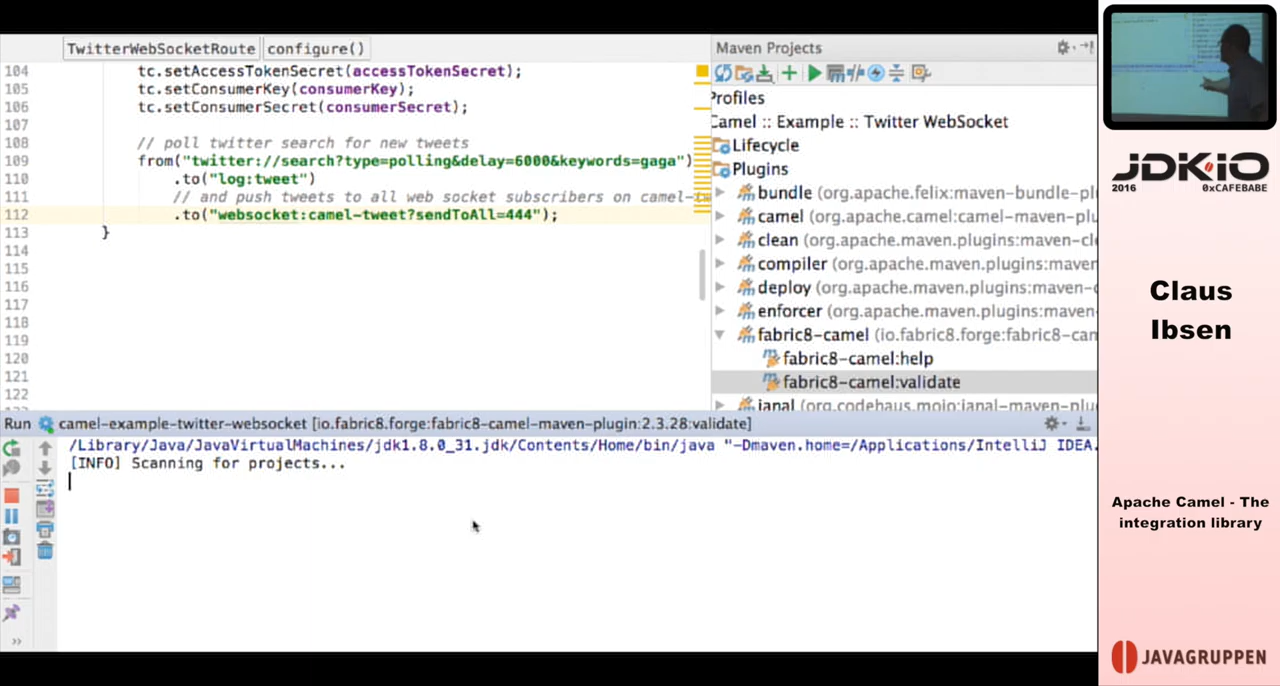 TwitterWebSocketRoute configure()
104 tc.setAccessTokenSecret(accessTokenSecret);
105 tc.setConsumerKey(consumerKey);
106 tc.setConsumerSecret(consumerSecret);
107
108 // poll twitter search for new tweets
109 from("twitter://search?type=polling&delay=6000&keywords=gaga")
110 .to("log:tweet")
111 // and push tweets to all web socket subscribers on camel-
112 .to("websocket:camel-tweet?sendToAll=444");
113 }
114
115
116
117
118
119
120
121
122
Maven Projects
Profiles
Camel :: Example :: Twitter WebSocket
Lifecycle
Plugins
bundle (org.apache.felix:maven-bundle-pl
camel (org.apache.camel:camel-maven-plu
clean (org.apache.maven.plugins:maven-cl
compiler (org.apache.maven.plugins:maven
deploy (org.apache.maven.plugins:maven-
enforcer (org.apache.maven.plugins:maven-
fabric8-camel (io.fabric8.forge:fabric8-cam
fabric8-camel:help
fabric8-camel:validate
janal (org.codehaus.mojo:janal-maven-plu
Run camel-example-twitter-websocket [io.fabric8.forge:fabric8-camel-maven-plugin:2.3.28:validate]
/Library/Java/JavaVirtualMachines/jdk1.8.0_31.jdk/Contents/Home/bin/java "-Dmaven.home=/Applications/IntelliJ IDEA.
[INFO] Scanning for projects...
JDK.IO
2016 0xCAFEBABE
Claus
Ibsen
Apache Camel - The
integration library
JAVAGRUPPEN